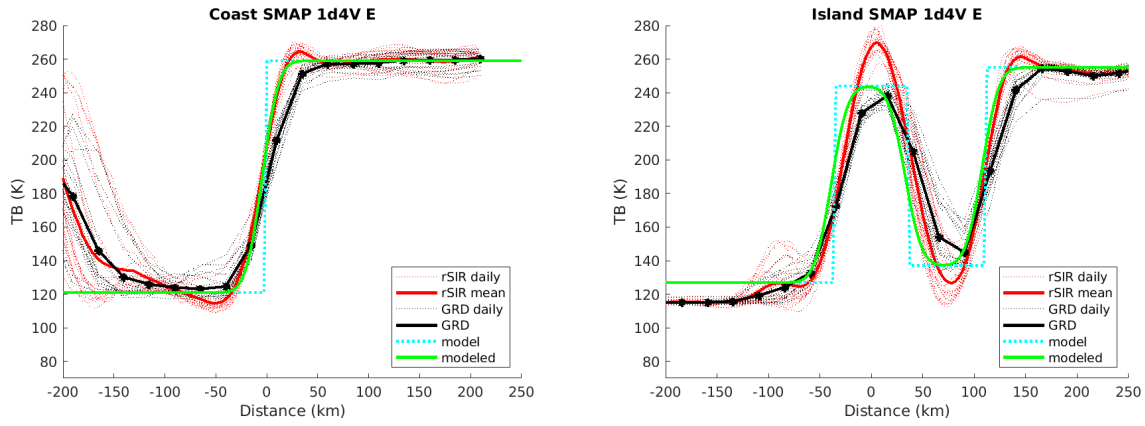 Coast SMAP 1d4V E
280
260
240
220
200
180
160
140
120
100
80
TB (K)
-200 -150 -100 -50 0 50 100 150 200 250
Distance (km)
rSIR daily
rSIR mean
GRD daily
GRD
model
modeled
Island SMAP 1d4V E
280
260
240
220
200
180
160
140
120
100
80
TB (K)
-200 -150 -100 -50 0 50 100 150 200 250
Distance (km)
rSIR daily
rSIR mean
GRD daily
GRD
model
modeled